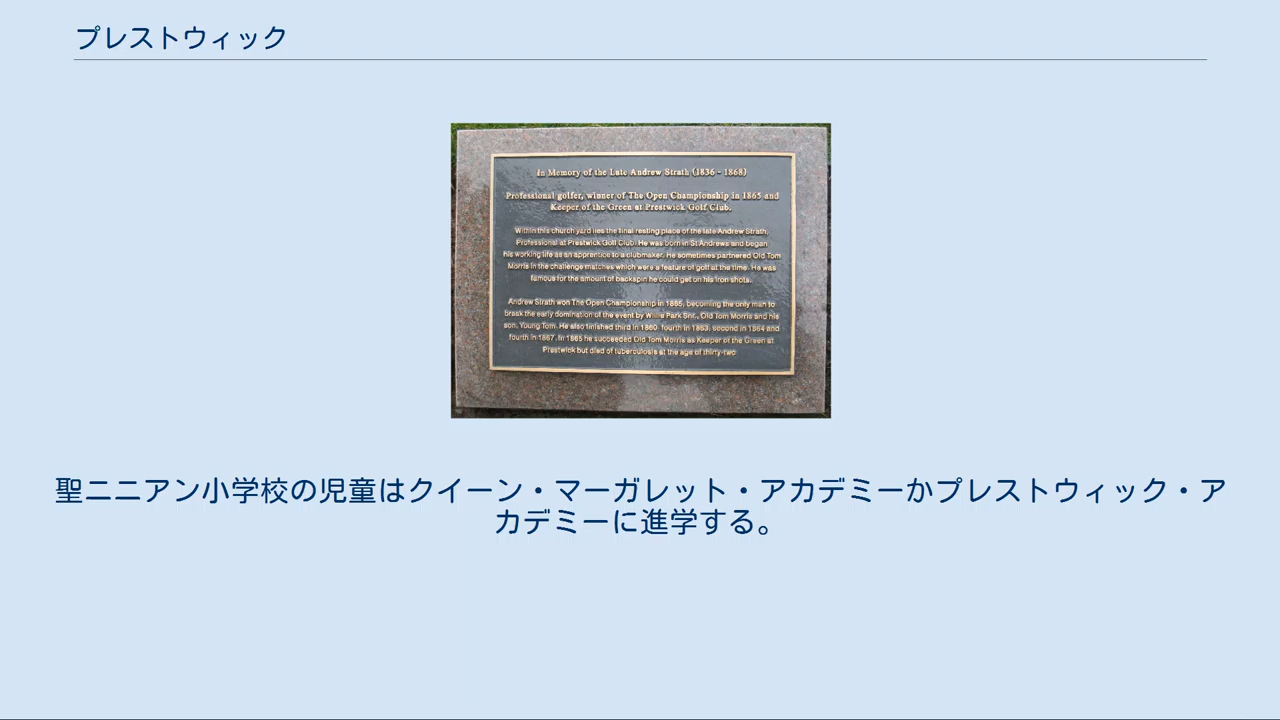 プレストウィック
In Memory of the Late Andrew Strath (1836 - 1868)
Professional golfer, winner of The Open Championship in 1865 and
Keeper of the Green at Prestwick Golf Club.
Within this church yard lies the final resting place of the late Andrew Strath,
Professional at Prestwick Golf Club. He was born in St Andrews and began
his working life as an apprentice to a clubmaker. He sometimes partnered Old Tom
Morris in the challenge matches which were a feature of golf at the time. He was
famous for the amount of backspin he could get on his iron shots.
Andrew Strath won The Open Championship in 1865, becoming the only man to
break the early domination of the event by Willie Park Snr., Old Tom Morris and his
son, Young Tom. He also finished third in 1860, fourth in 1863, second in 1864 and
fourth in 1867. In 1865 he succeeded Old Tom Morris as Keeper of the Green at
Prestwick but died of tuberculosis at the age of thirty-two
聖ニニアン小学校の児童はクイーン・マーガレット・アカデミーかプレストウィック・ア
カデミーに進学する。